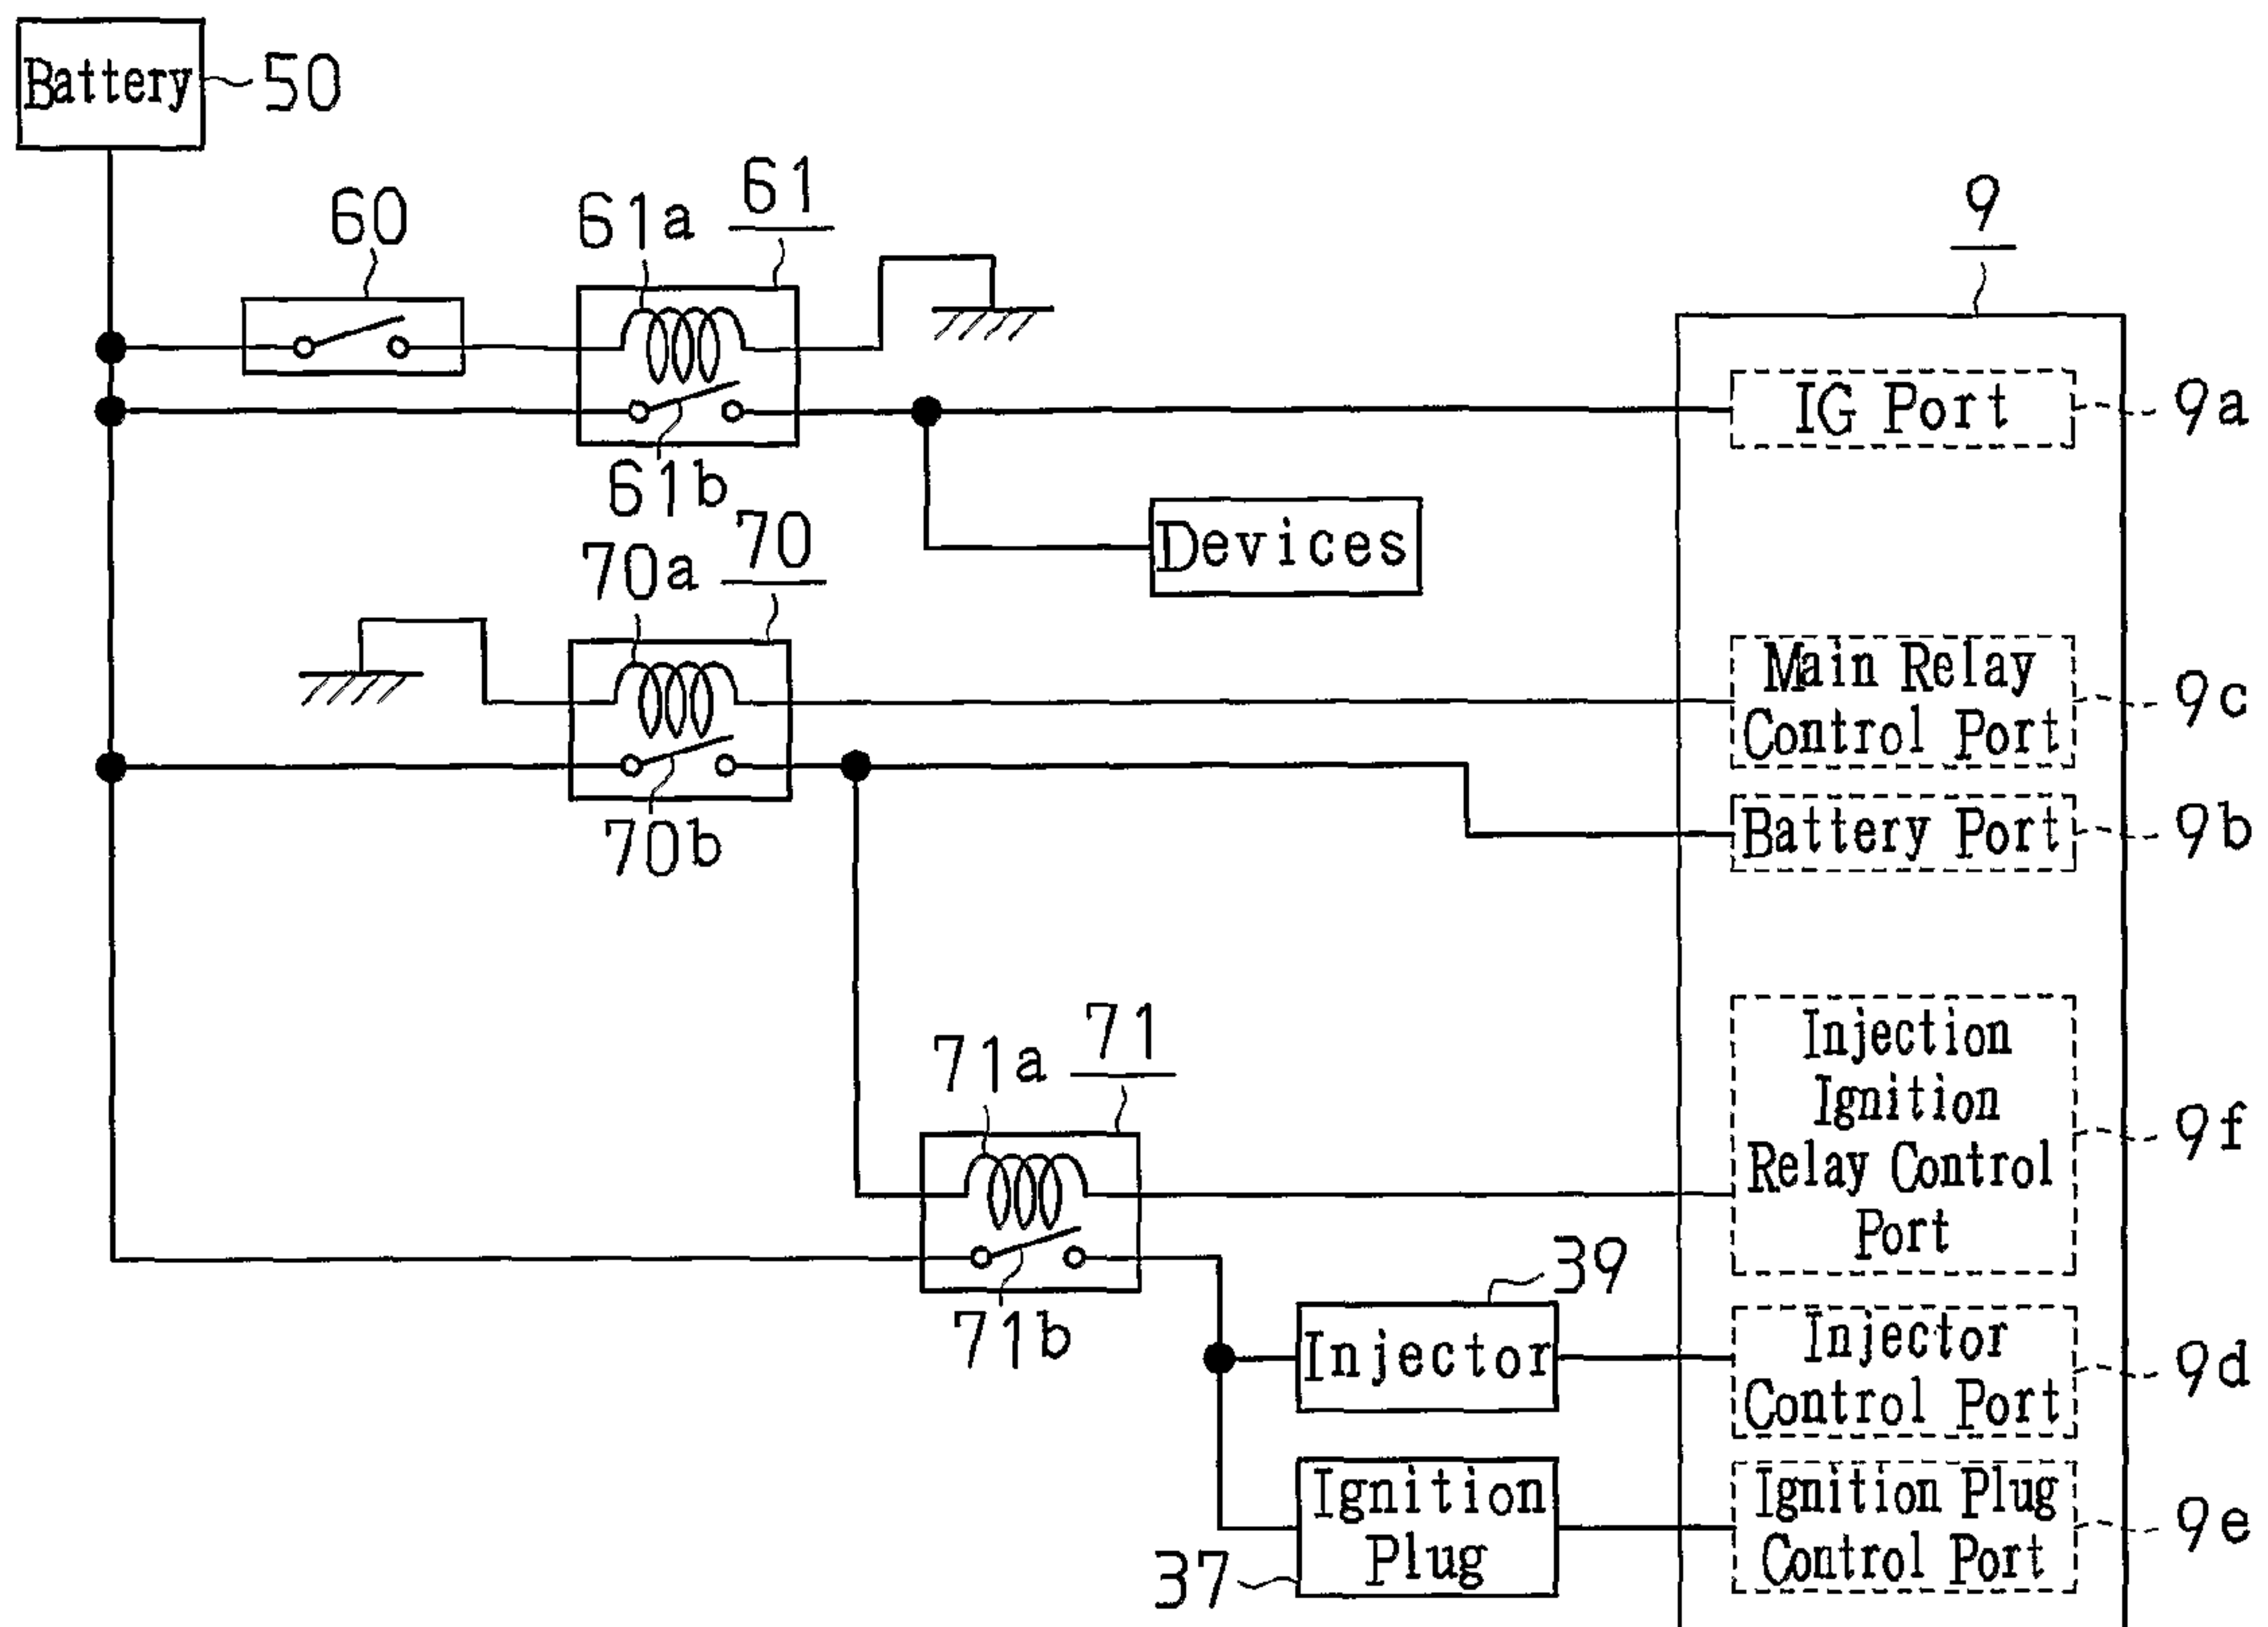 Battery
50
60
61a
61
9
IG Port
9a
61b
Devices
70a
70
Main Relay
Control Port
9c
70b
Battery Port
9b
71a
71
Injection
Ignition
Relay Control
Port
9f
71b
39
Injector
Injector
Control Port
9d
Ignition
Plug
37
Ignition Plug
Control Port
9e